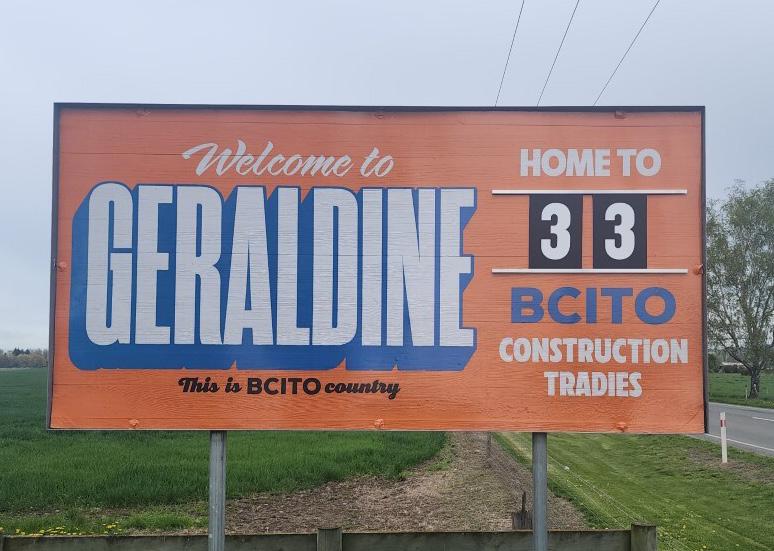 Welcome to
GERALDINE
This is BCITO country
HOME TO
33
BCITO
CONSTRUCTION
TRADIES